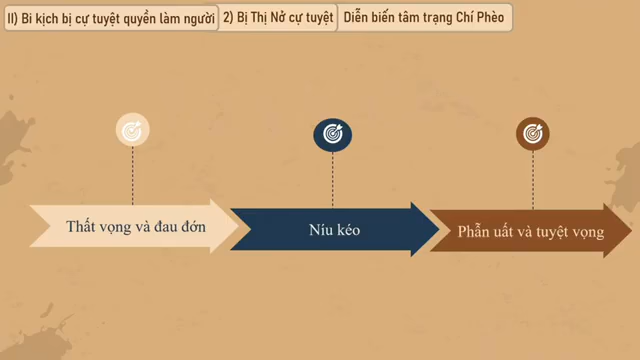 II) Bi kịch bị cự tuyệt quyền làm người
2) Bị Thị Nở cự tuyệt
Diễn biến tâm trạng Chí Phèo
Thất vọng và đau đớn
Níu kéo
Phẫn uất và tuyệt vọng